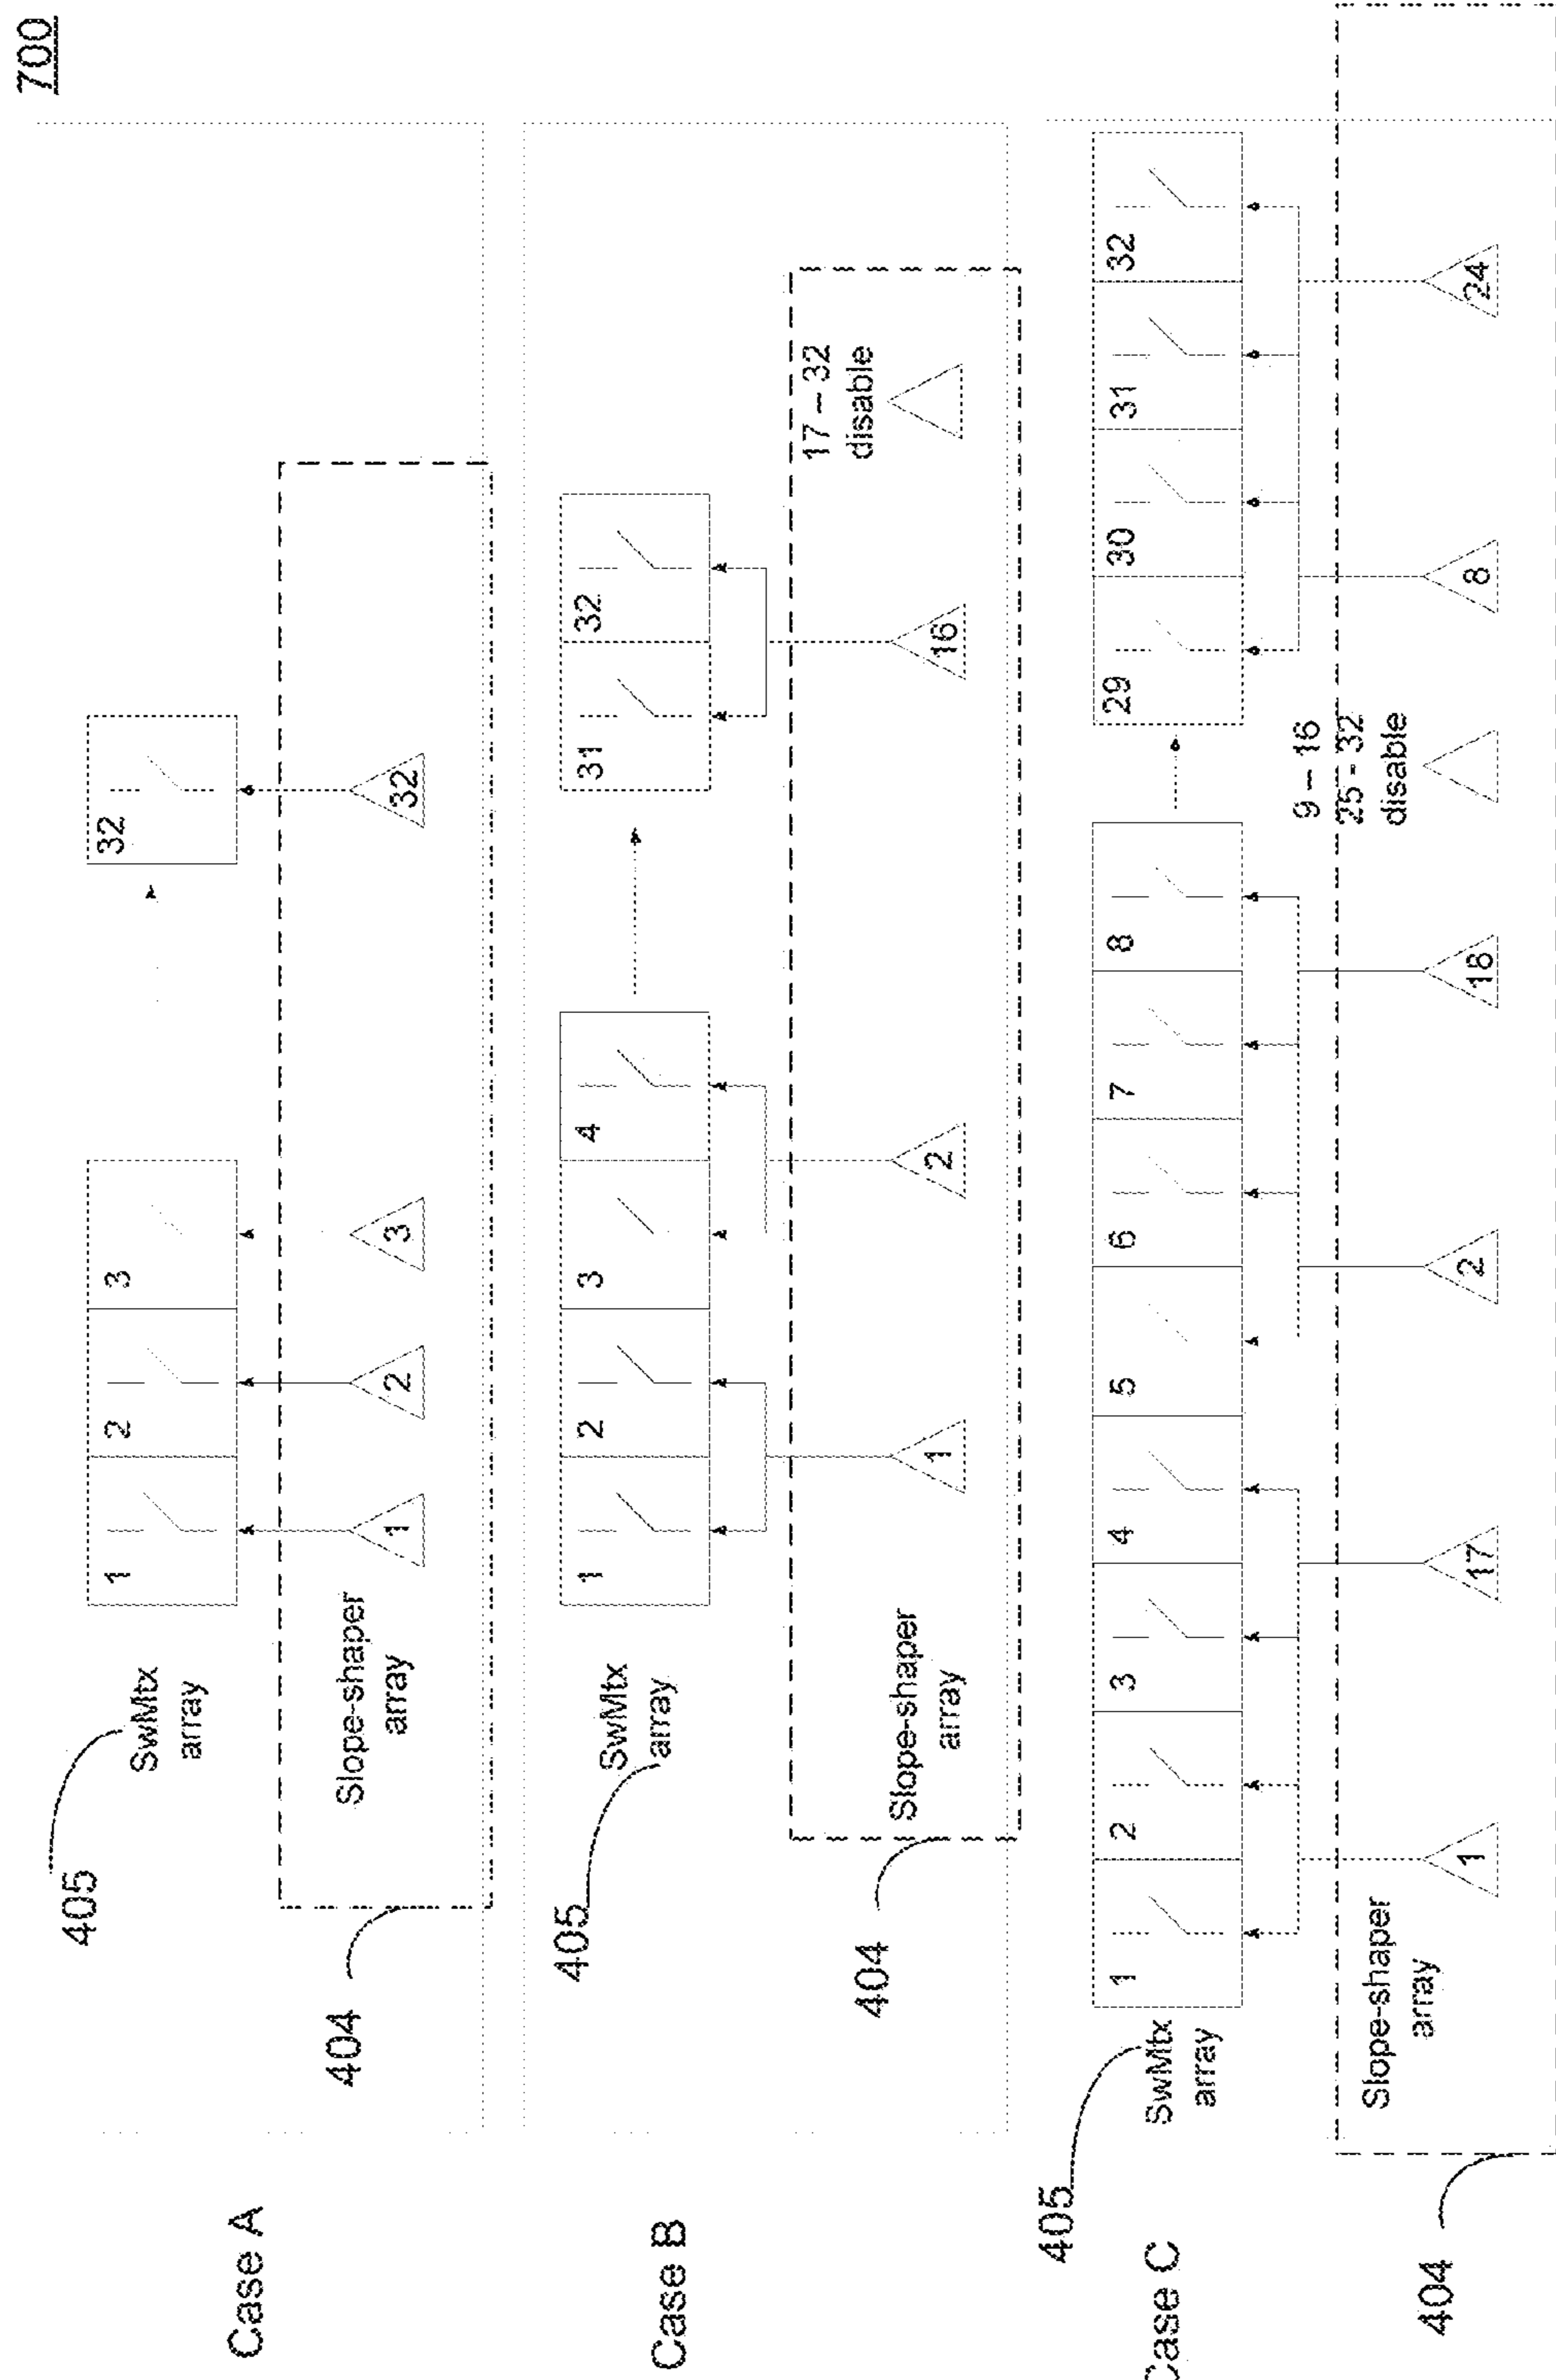 700
Case A
405
SwMtx
array
1
2
3
32
404
Slope-shaper
array
1
2
3
32
Case B
405
SwMtx
array
1
2
3
4
31
32
404
Slope-shaper
array
1
2
16
17 – 32
disable
Case C
405
SwMtx
array
1
2
3
4
5
6
7
8
29
30
31
32
404
Slope-shaper
array
1
17
2
18
9 – 16
25 - 32
disable
8
24